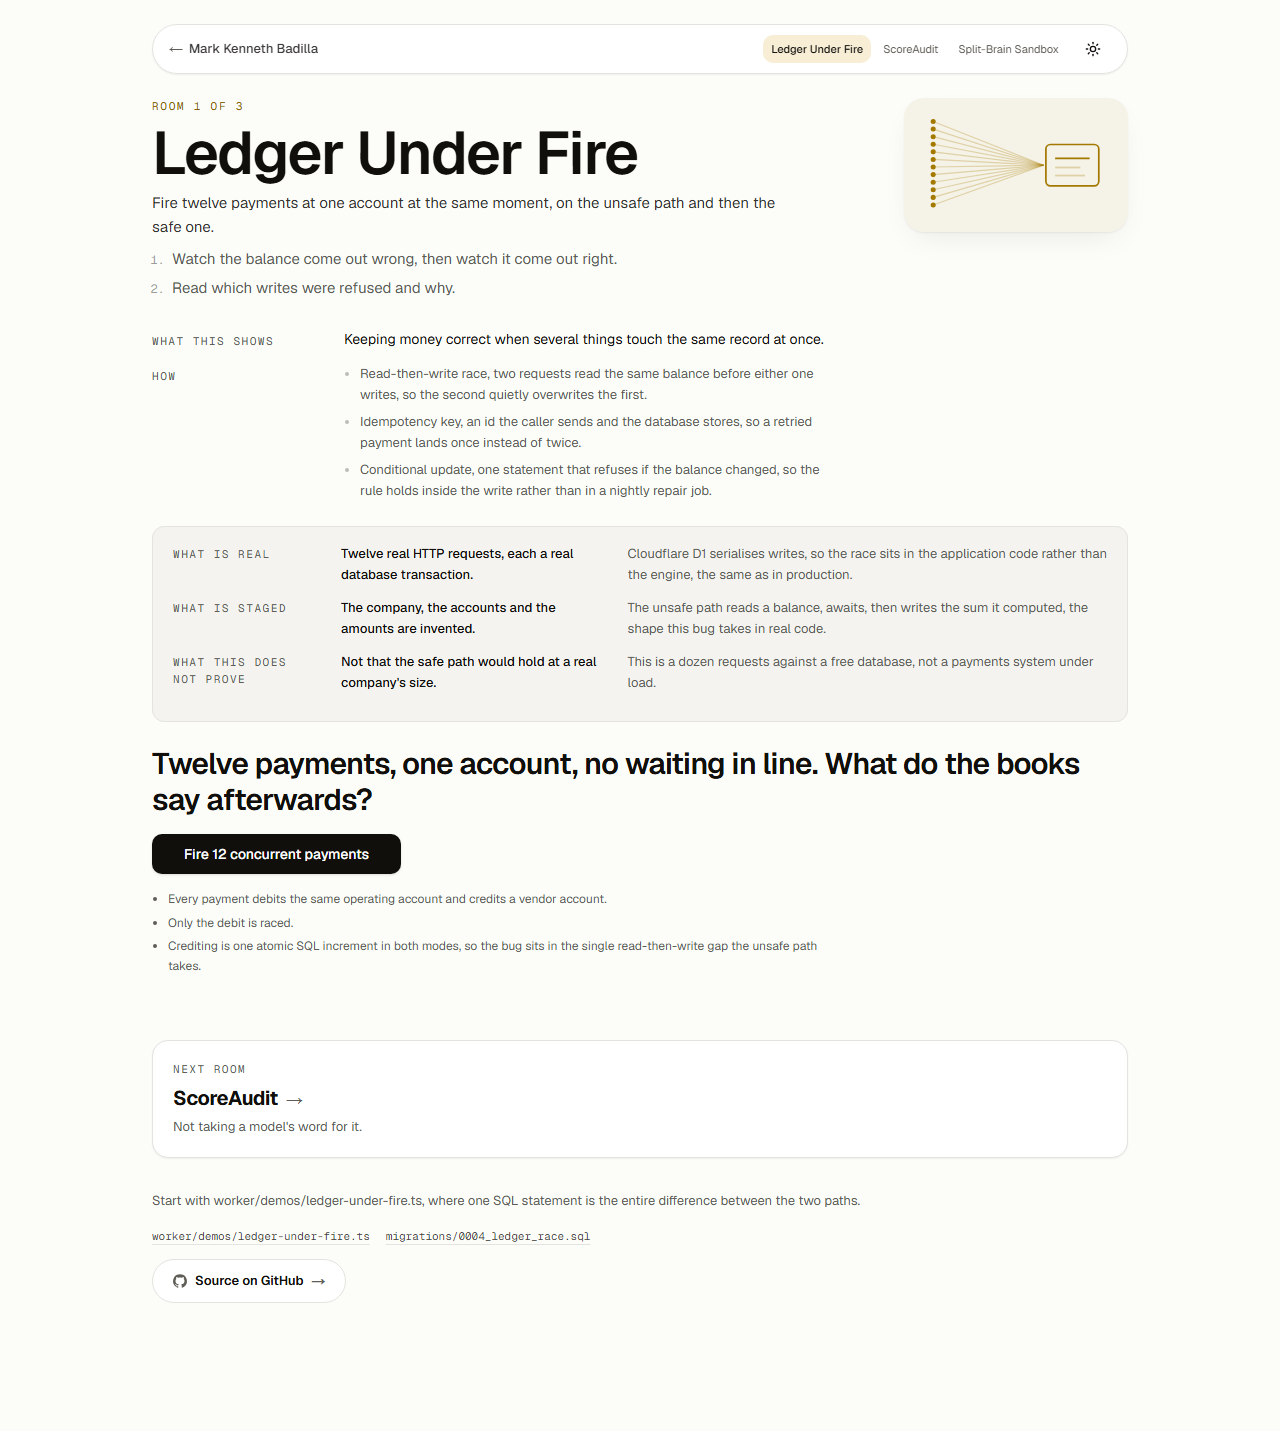 ← Mark Kenneth Badilla
Ledger Under Fire
ScoreAudit
Split-Brain Sandbox
ROOM 1 OF 3
Ledger Under Fire
Fire twelve payments at one account at the same moment, on the unsafe path and then the
safe one.
1. Watch the balance come out wrong, then watch it come out right.
2. Read which writes were refused and why.
WHAT THIS SHOWS
Keeping money correct when several things touch the same record at once.
HOW
• Read-then-write race, two requests read the same balance before either one
writes, so the second quietly overwrites the first.
• Idempotency key, an id the caller sends and the database stores, so a retried
payment lands once instead of twice.
• Conditional update, one statement that refuses if the balance changed, so the
rule holds inside the write rather than in a nightly repair job.
WHAT IS REAL
Twelve real HTTP requests, each a real
database transaction.
Cloudflare D1 serialises writes, so the race sits in the application code rather than
the engine, the same as in production.
WHAT IS STAGED
The company, the accounts and the
amounts are invented.
The unsafe path reads a balance, awaits, then writes the sum it computed, the
shape this bug takes in real code.
WHAT THIS DOES
NOT PROVE
Not that the safe path would hold at a real
company's size.
This is a dozen requests against a free database, not a payments system under
load.
Twelve payments, one account, no waiting in line. What do the books
say afterwards?
Fire 12 concurrent payments
• Every payment debits the same operating account and credits a vendor account.
• Only the debit is raced.
• Crediting is one atomic SQL increment in both modes, so the bug sits in the single read-then-write gap the unsafe path
takes.
NEXT ROOM
ScoreAudit →
Not taking a model's word for it.
Start with worker/demos/ledger-under-fire.ts, where one SQL statement is the entire difference between the two paths.
worker/demos/ledger-under-fire.ts
migrations/0004_ledger_race.sql
Source on GitHub →